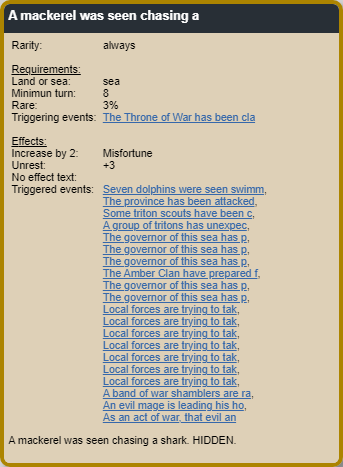 A mackerel was seen chasing a
Rarity: always
Requirements:
Land or sea: sea
Minimun turn: 8
Rare: 3%
Triggering events: The Throne of War has been cla
Effects:
Increase by 2: Misfortune
Unrest: +3
No effect text:
Triggered events: Seven dolphins were seen swimm,
The province has been attacked,
Some triton scouts have been c,
A group of tritons has unexpec,
The governor of this sea has p,
The governor of this sea has p,
The governor of this sea has p,
The Amber Clan have prepared f,
The governor of this sea has p,
The governor of this sea has p,
Local forces are trying to tak,
Local forces are trying to tak,
Local forces are trying to tak,
Local forces are trying to tak,
Local forces are trying to tak,
Local forces are trying to tak,
Local forces are trying to tak,
A band of war shamblers are ra,
An evil mage is leading his ho,
As an act of war, that evil an
A mackerel was seen chasing a shark. HIDDEN.